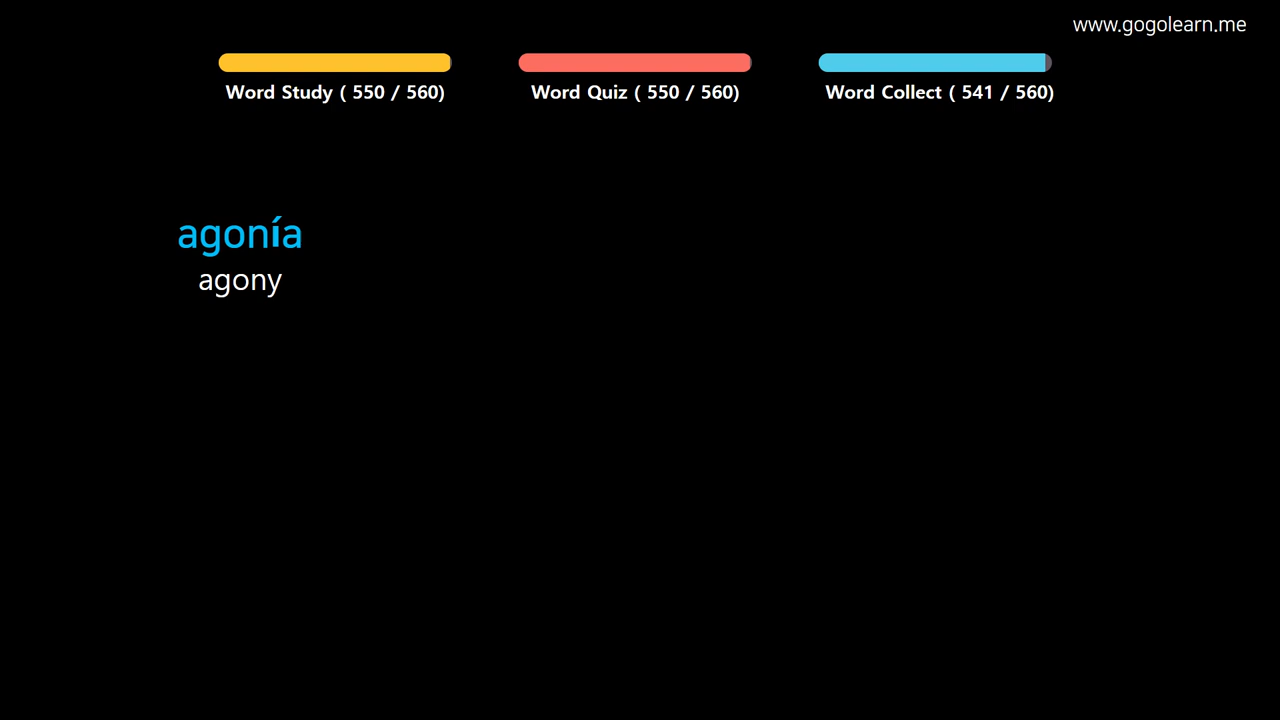 www.gogolearn.me
Word Study ( 550 / 560)
Word Quiz ( 550 / 560)
Word Collect ( 541 / 560)
agonía
agony